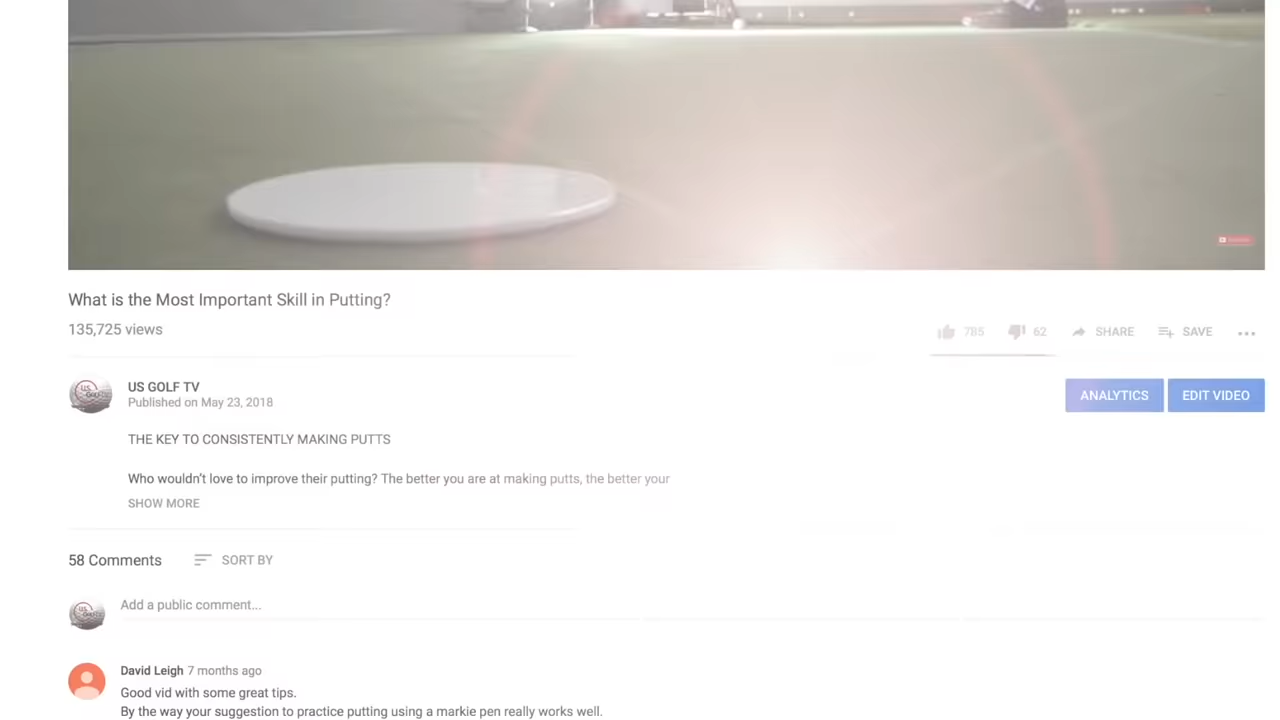 What is the Most Important Skill in Putting?
135,725 views
785 62 SHARE SAVE
US GOLF TV
Published on May 23, 2018
ANALYTICS EDIT VIDEO
THE KEY TO CONSISTENTLY MAKING PUTTS
Who wouldn't love to improve their putting? The better you are at making putts, the better your
SHOW MORE
58 Comments SORT BY
Add a public comment...
David Leigh 7 months ago
Good vid with some great tips.
By the way your suggestion to practice putting using a markie pen really works well.